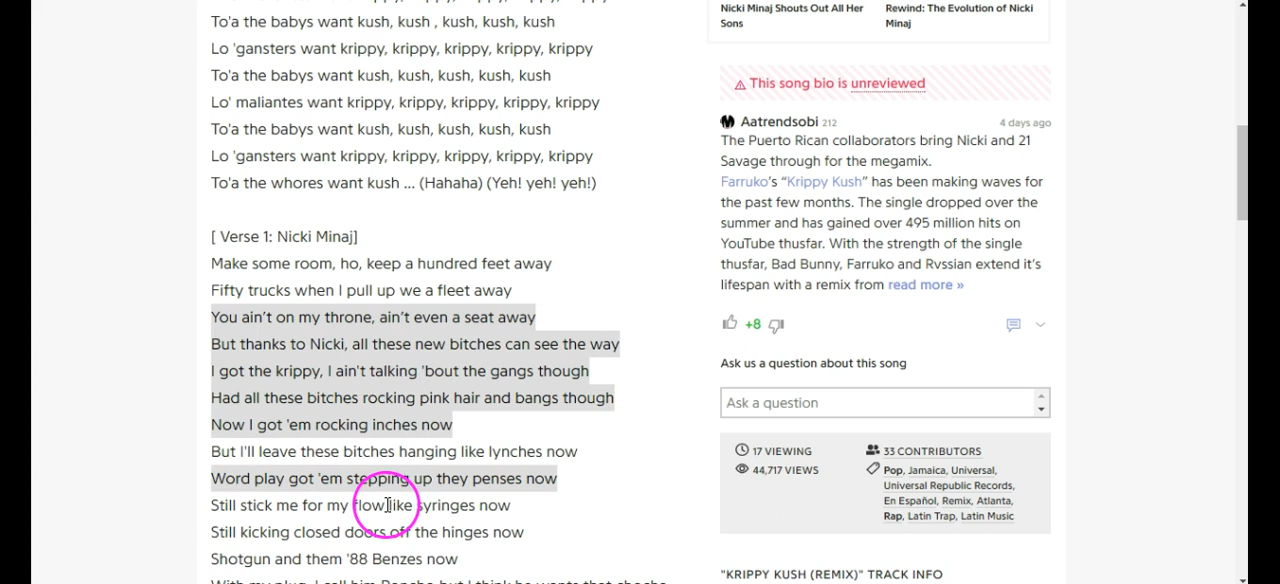 To'a the babys want kush , kush, kush, kush
Lo 'gansters want krippy, krippy, krippy, krippy, krippy
To'a the babys want kush, kush, kush, kush, kush
Lo' maliantes want krippy, krippy, krippy, krippy, krippy
To'a the babys want kush, kush, kush, kush, kush
Lo 'gansters want krippy, krippy, krippy, krippy, krippy
To'a the whores want kush ... (Hahaha) (Yeh! yeh! yeh!)
[ Verse 1: Nicki Minaj]
Make some room, ho, keep a hundred feet away
Fifty trucks when I pull up we a fleet away
You ain't on my throne, ain't even a seat away
But thanks to Nicki, all these new bitches can see the way
I got the krippy, I ain't talking 'bout the gangs though
Had all these bitches rocking pink hair and bangs though
Now I got 'em rocking inches now
But I'll leave these bitches hanging like lynches now
Word play got 'em stepping up they penses now
Still stick me for my flow like syringes now
Still kicking closed doors off the hinges now
Shotgun and them '88 Benzes now
Nicki Minaj Shouts Out All Her
Sons
Rewind: The Evolution of Nicki
Minaj
This song bio is unreviewed
Aatrendsobi 212
4 days ago
The Puerto Rican collaborators bring Nicki and 21
Savage through for the megamix.
Farruko's “Krippy Kush” has been making waves for
the past few months. The single dropped over the
summer and has gained over 495 million hits on
YouTube thusfar. With the strength of the single
thusfar, Bad Bunny, Farruko and Rvssian extend it's
lifespan with a remix from read more »
+8
Ask us a question about this song
Ask a question
17 VIEWING
44,717 VIEWS
33 CONTRIBUTORS
Pop, Jamaica, Universal,
Universal Republic Records,
En Español, Remix, Atlanta,
Rap, Latin Trap, Latin Music
"KRIPPY KUSH (REMIX)" TRACK INFO